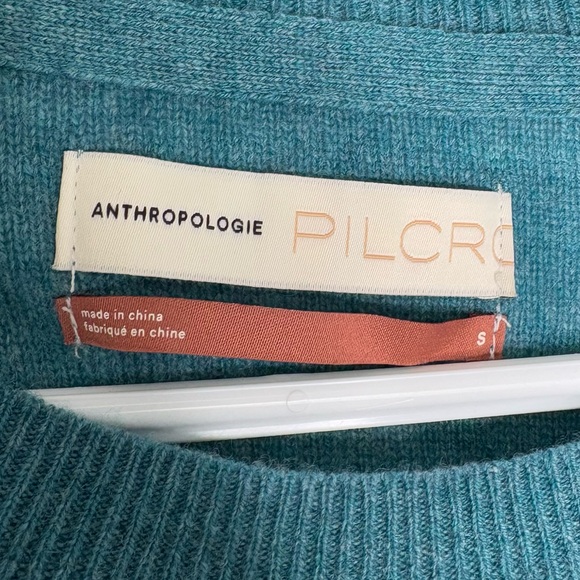 ANTHROPOLOGIE PILCRO
made in china
fabriqué en chine
S